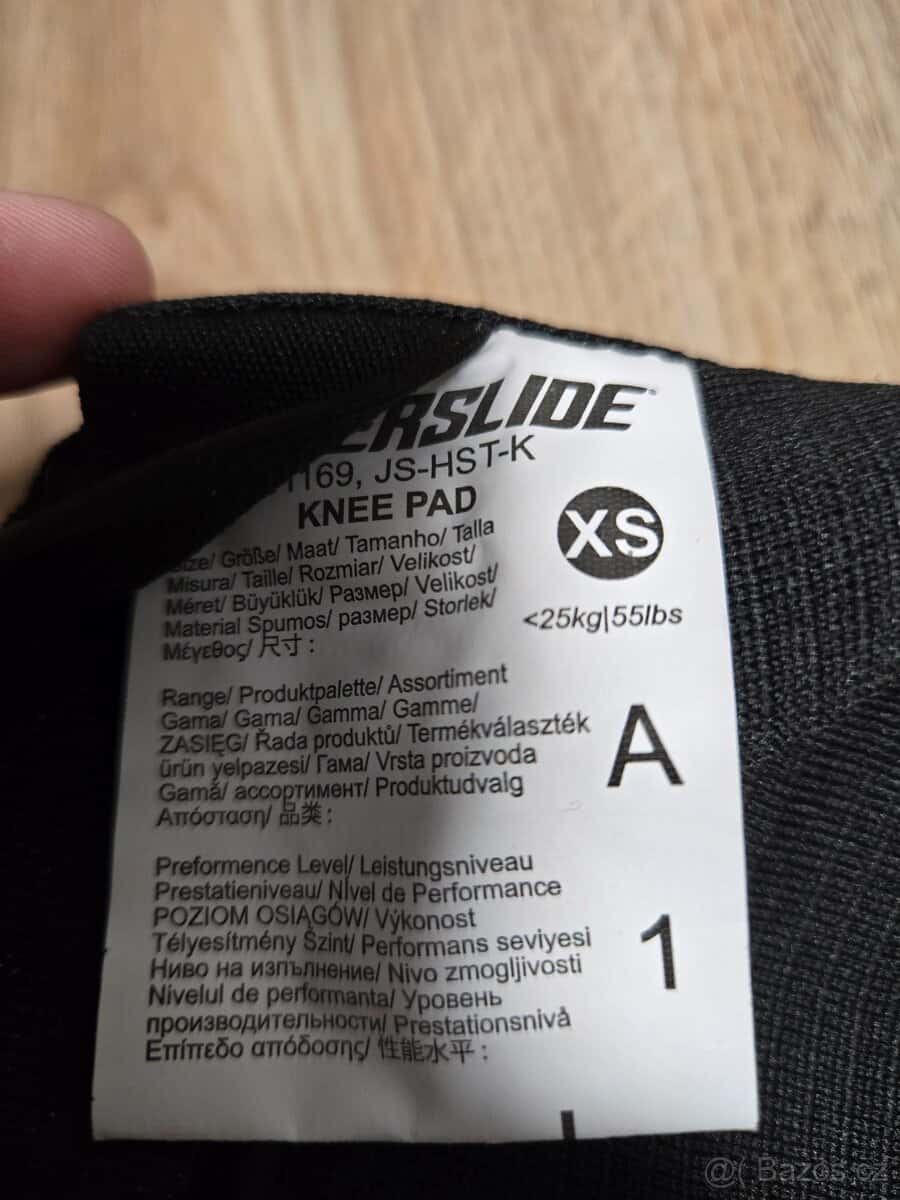 ERSLIDE
1169, JS-HST-K
KNEE PAD
XS
ize/ Größe/ Maat/ Tamanho/ Talla
Misura/ Taille/ Rozmiar/ Velikost/
Méret/ Büyüklük/ Размер/ Velikost/
Material Spumos/ размер/ Storlek/
Μέγεθος/ 尺寸 :
<25kg|55lbs
Range/ Produktpalette/ Assortiment
Gama/ Gama/ Gamma/ Gamme/
ZASIĘG/ Řada produktů/ Termékválaszték
ürün yelpazesi/ Гама/ Vrsta proizvoda
Gamă/ ассортимент/ Produktudvalg
Απόσταση/ 品类 :
A
Preformence Level/ Leistungsniveau
Prestatieniveau/ Nível de Performance
POZIOM OSIĄGÓW/ Výkonost
Télyesítmény Szint/ Performans seviyesi
Ниво на изпълнение/ Nivo zmogljivosti
Nivelul de performanta/ Уровень
производительности/ Prestationsnivå
Επίπεδο απόδοσης/ 性能水平 :
1
@( Bazos.cz